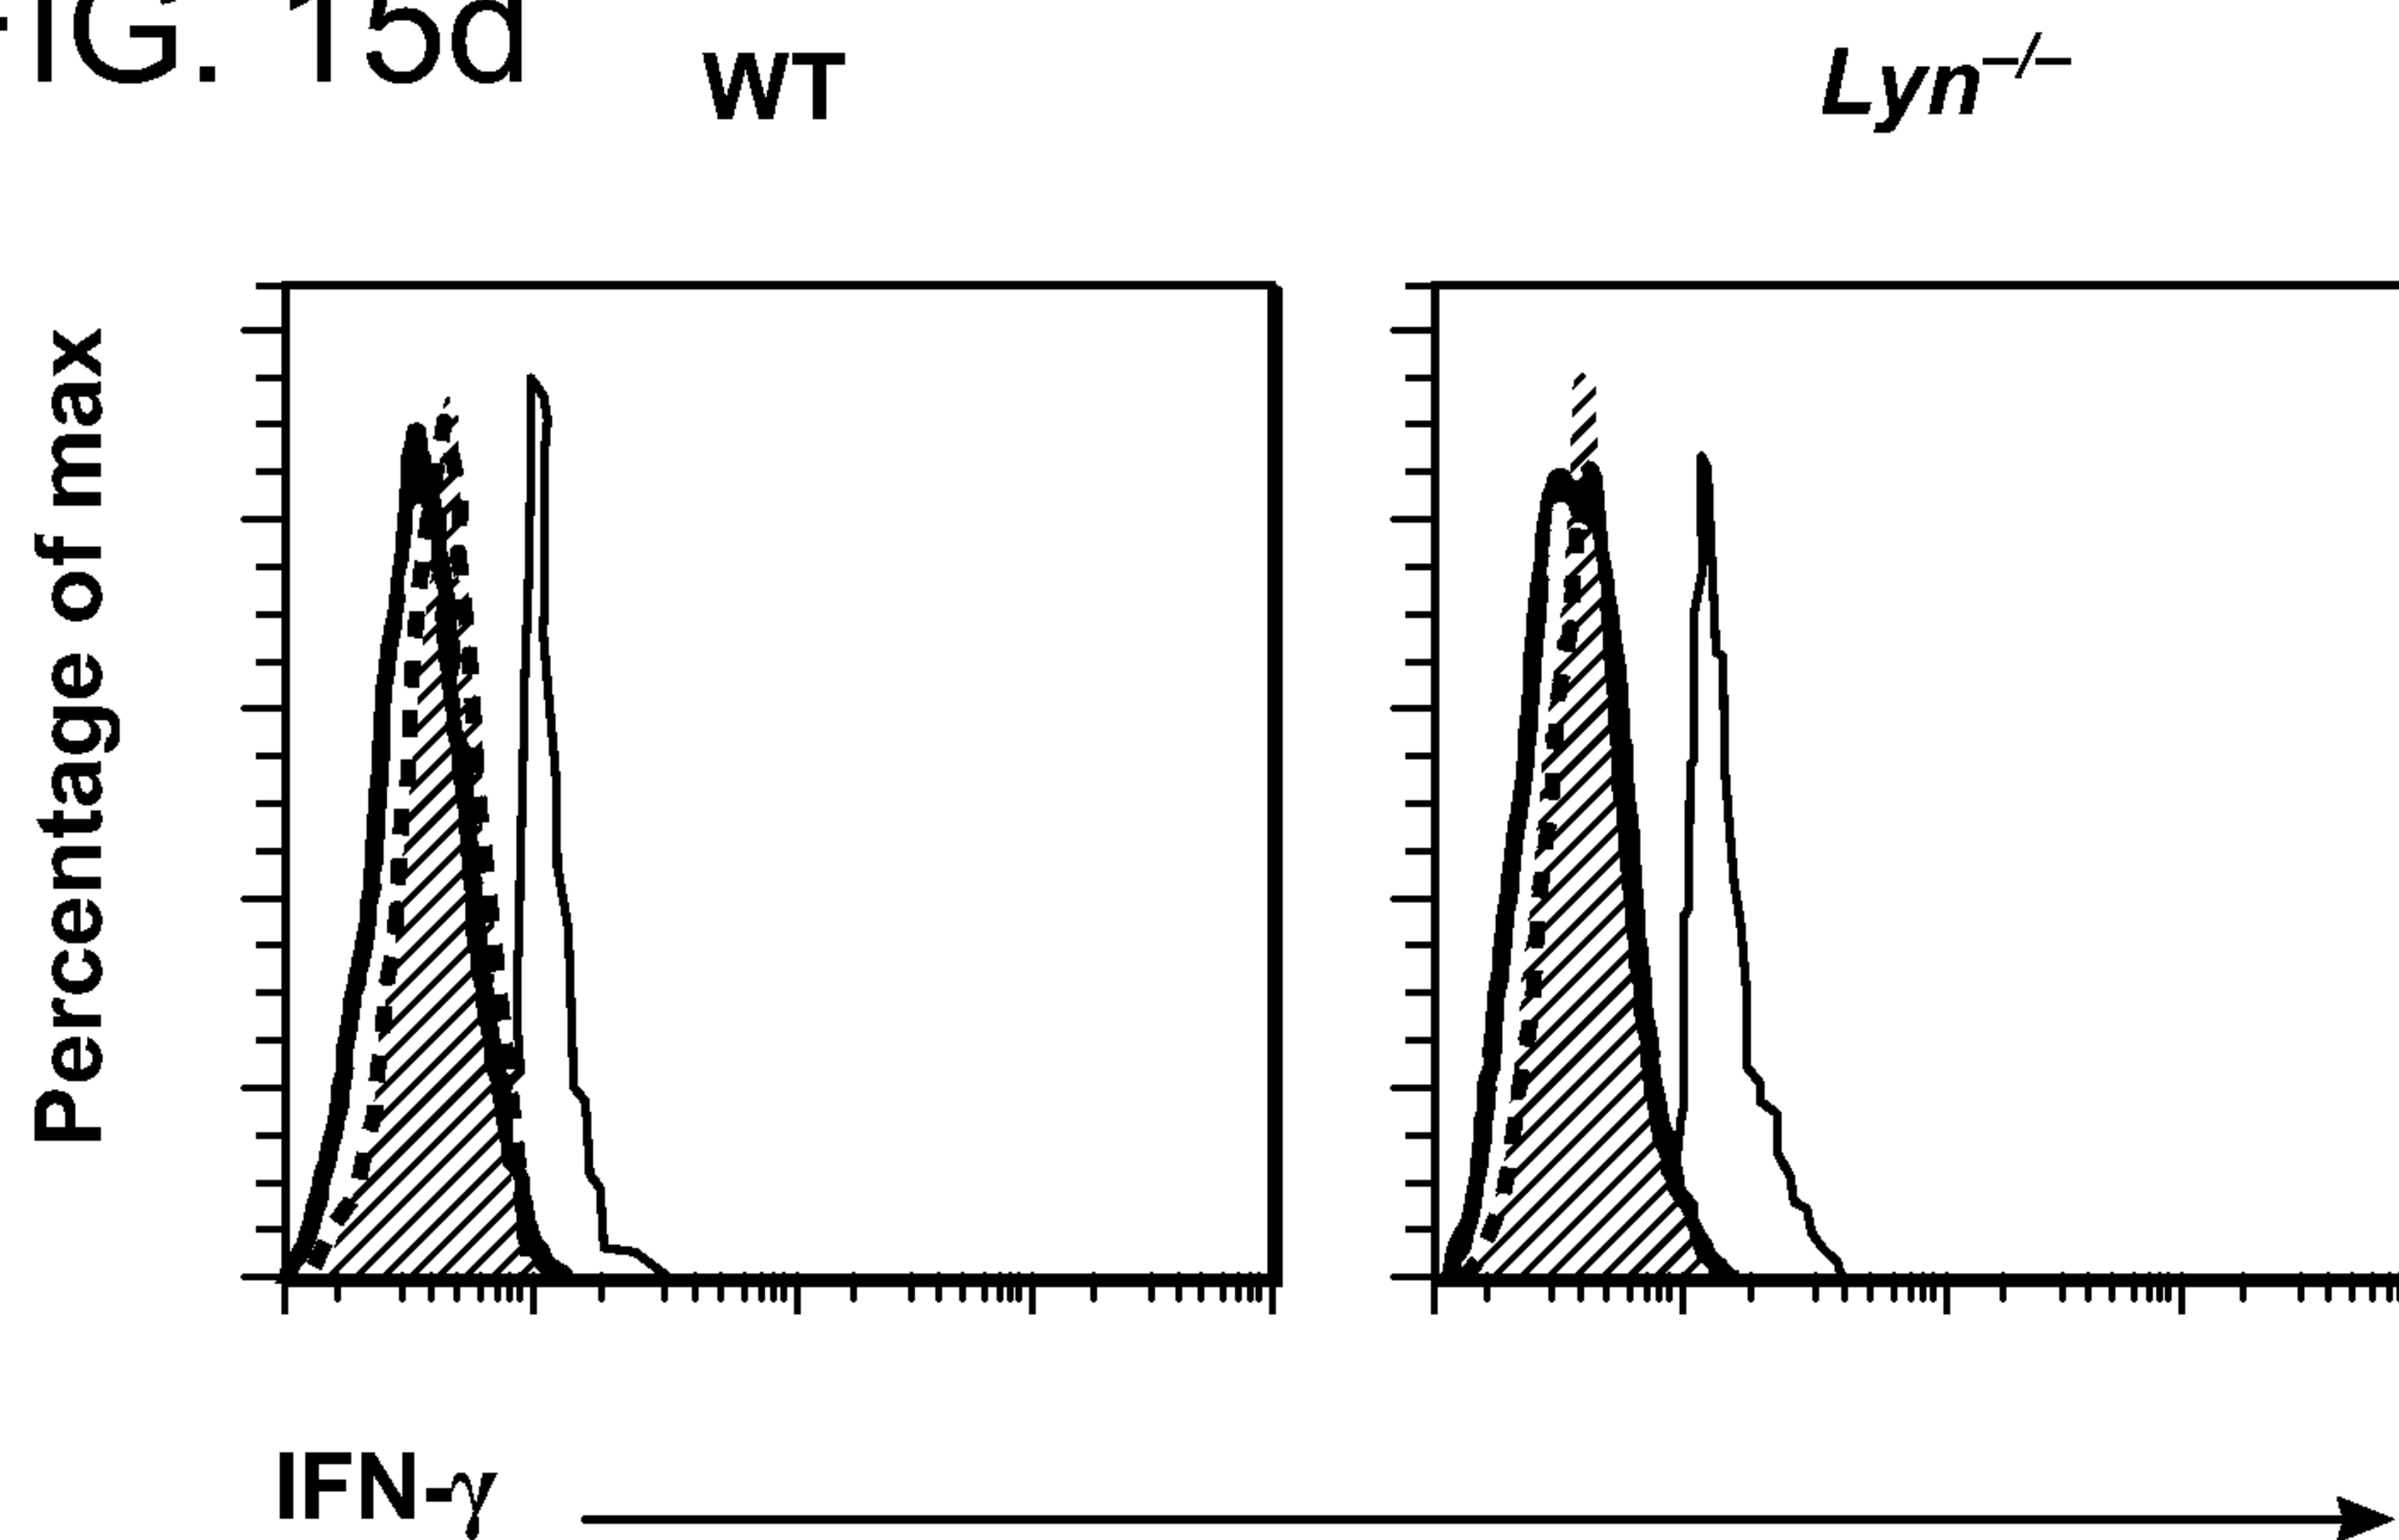 FIG. 15d
WT
Lyn–/–
Percentage of max
IFN-γ